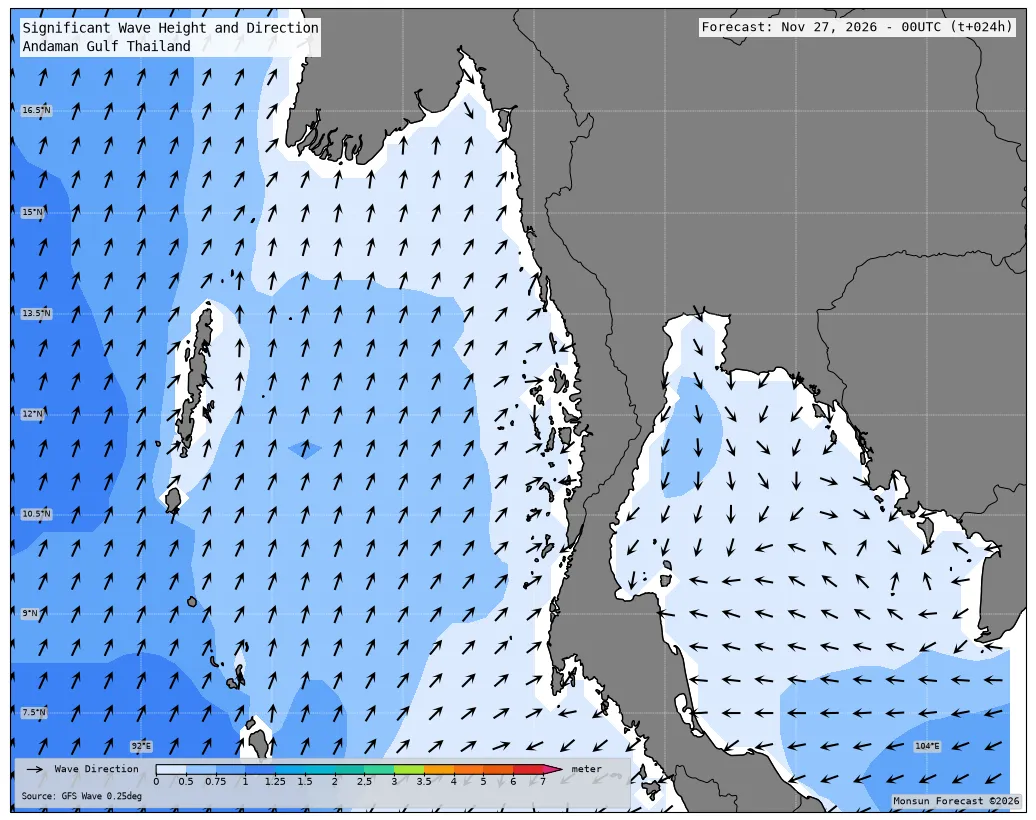 Significant Wave Height and Direction
Andaman Gulf Thailand
Forecast: Nov 27, 2026 - 00UTC (t+024h)
16.5°N
15°N
13.5°N
12°N
10.5°N
9°N
7.5°N
92°E
104°E
Wave Direction
0 0.5 0.75 1 1.25 1.5 2 2.5 3 3.5 4 5 6 7
meter
Source: GFS Wave 0.25deg
Monsun Forecast ©2026